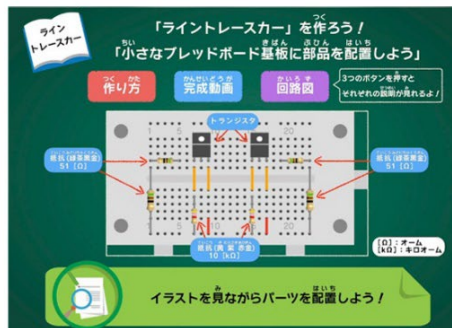 ライン
トレースカー
「ライントレースカー」を作ろう!
「小さなブレッドボード基板に部品を配置しよう」
作り方
完成動画
回路図
3つのボタンを押すと
それぞれの説明が見れるよ!
トランジスタ
1 5 20
抵抗(緑茶黒金)
51 [Ω]
抵抗(緑茶黒金)
51 [Ω]
1 5 20
10 [kΩ]
[Ω]:オーム
[kΩ]:キロオーム
イラストを見ながらパーツを配置しよう!